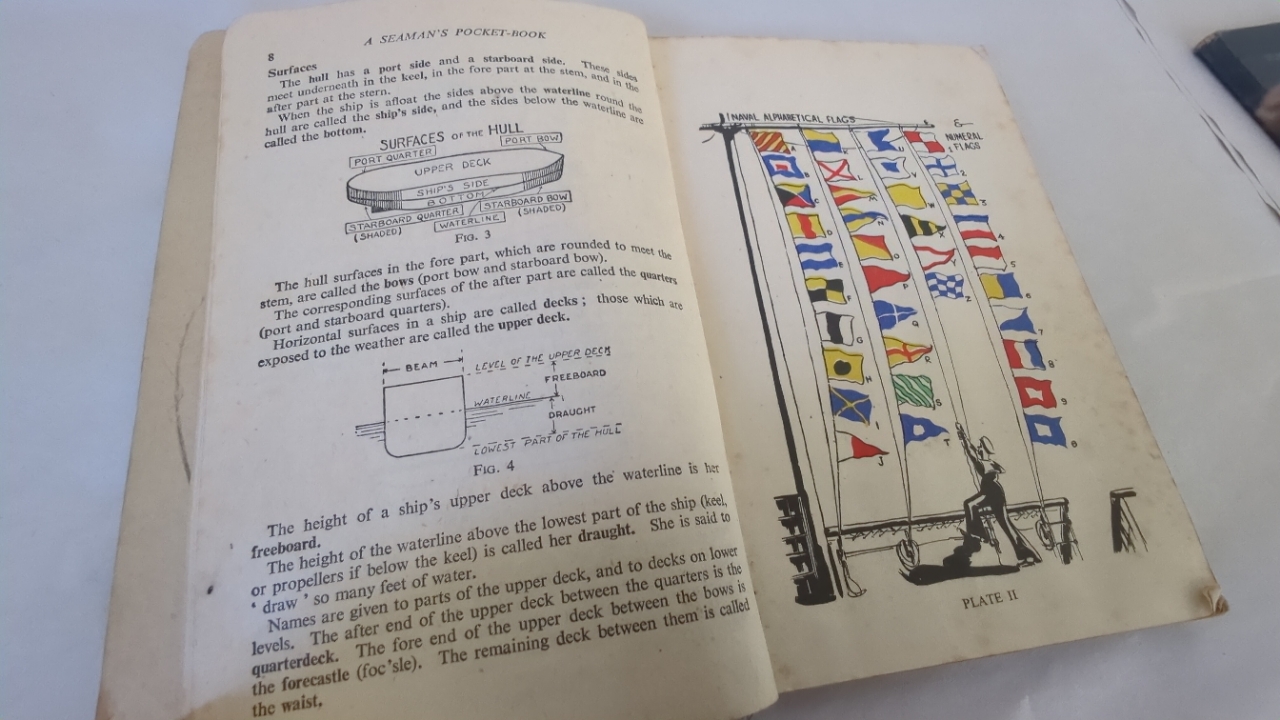 8
A SEAMAN'S POCKET-BOOK
Surfaces
The hull has a port side and a starboard side. These sides
meet underneath in the keel, in the fore part at the stem, and in the
after part at the stern.
When the ship is afloat the sides above the waterline round the
hull are called the ship's side, and the sides below the waterline are
called the bottom.
SURFACES OF THE HULL
PORT QUARTER
PORT BOW
UPPER DECK
SHIP'S SIDE
BOTTOM
STARBOARD QUARTER
(SHADED)
WATERLINE
STARBOARD BOW
(SHADED)
FIG. 3
The hull surfaces in the fore part, which are rounded to meet the
stem, are called the bows (port bow and starboard bow).
The corresponding surfaces of the after part are called the quarters
(port and starboard quarters).
Horizontal surfaces in a ship are called decks; those which are
exposed to the weather are called the upper deck.
BEAM
LEVEL OF THE UPPER DECK
FREEBOARD
WATERLINE
DRAUGHT
LOWEST PART OF THE HULL
FIG. 4
The height of a ship's upper deck above the waterline is her
freeboard.
The height of the waterline above the lowest part of the ship (keel,
or propellers if below the keel) is called her draught. She is said to
' draw ' so many feet of water.
Names are given to parts of the upper deck, and to decks on lower
levels. The after end of the upper deck between the quarters is the
quarterdeck. The fore end of the upper deck between the bows is
the forecastle (foc'sle). The remaining deck between them is called
the waist,
NAVAL ALPHABETICAL FLAGS
&
NUMERAL
FLAGS
A
B
C
D
E
F
G
H
I
J
K
L
M
N
O
P
Q
R
S
T
U
V
W
X
Y
Z
1
2
3
4
5
6
7
8
9
0
PLATE II